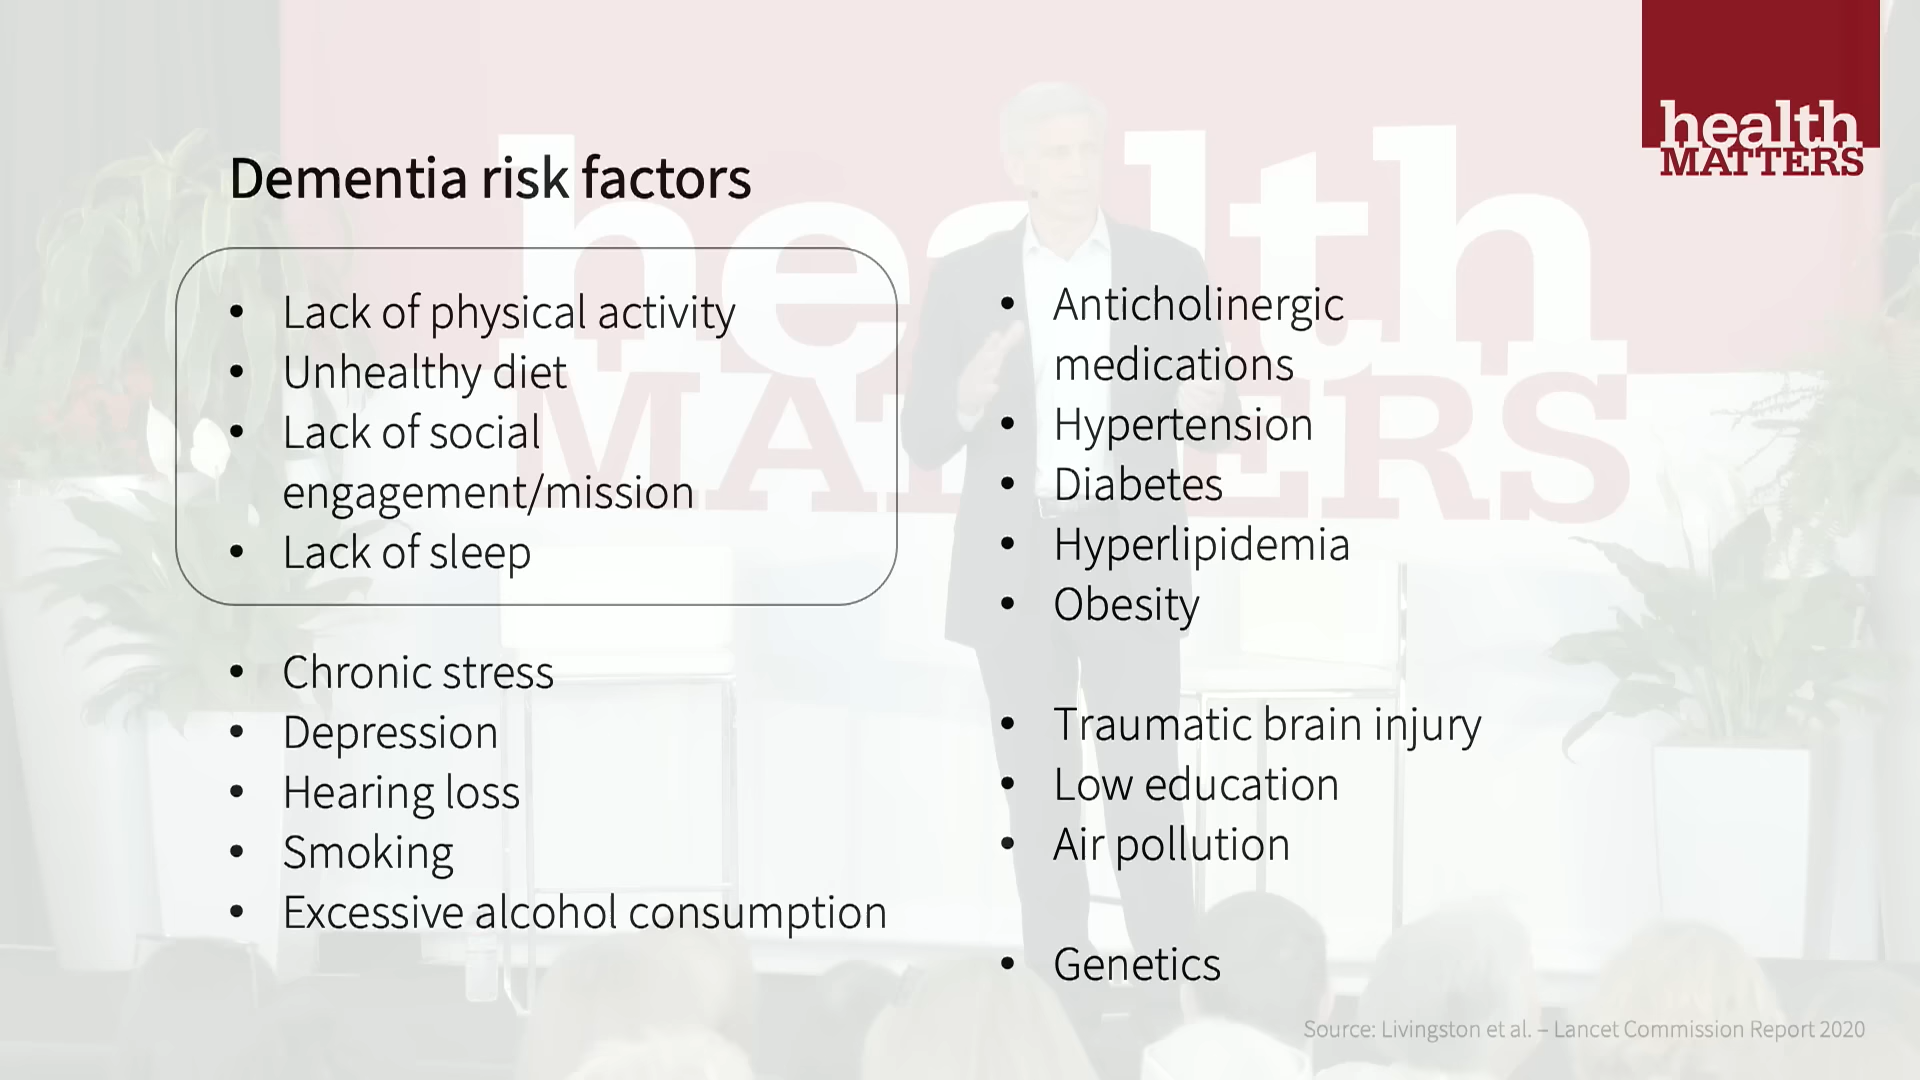 health
MATTERS
Dementia risk factors
• Lack of physical activity
• Unhealthy diet
• Lack of social
engagement/mission
• Lack of sleep
• Chronic stress
• Depression
• Hearing loss
• Smoking
• Excessive alcohol consumption
• Anticholinergic
medications
• Hypertension
• Diabetes
• Hyperlipidemia
• Obesity
• Traumatic brain injury
• Low education
• Air pollution
• Genetics
Source: Livingston et al. – Lancet Commission Report 2020
health
MATTERS